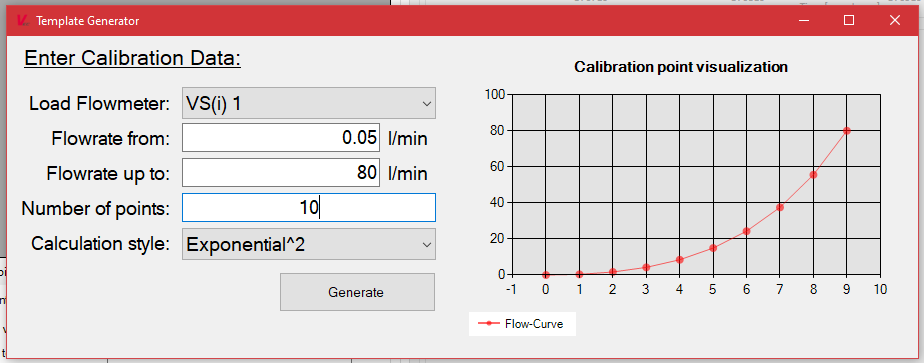 Template Generator
Enter Calibration Data:
Load Flowmeter: VS(i) 1
Flowrate from: 0.05 l/min
Flowrate up to: 80 l/min
Number of points: 10
Calculation style: Exponential^2
Generate
Calibration point visualization
100
80
60
40
20
0
-1 0 1 2 3 4 5 6 7 8 9 10
Flow-Curve